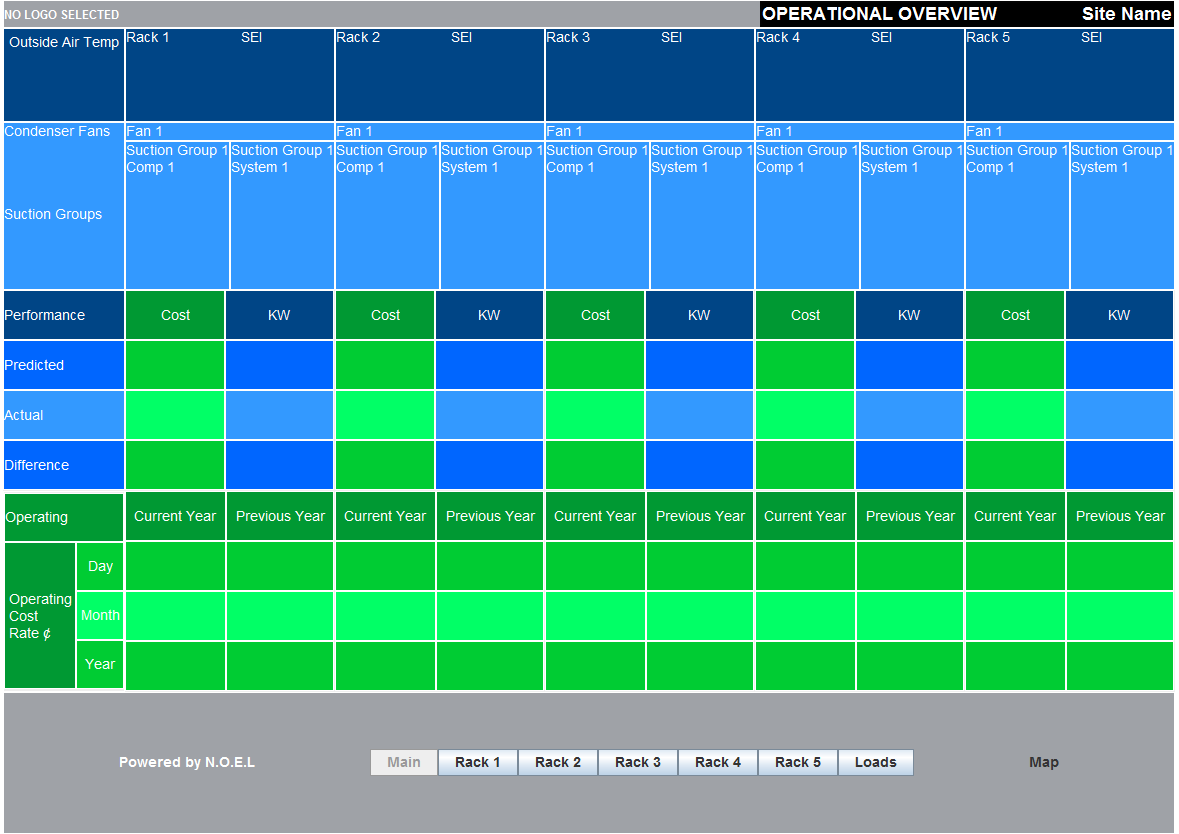 NO LOGO SELECTED
OPERATIONAL OVERVIEW Site Name
Outside Air Temp Rack 1 SEI Rack 2 SEI Rack 3 SEI Rack 4 SEI Rack 5 SEI
Condenser Fans Fan 1 Fan 1 Fan 1 Fan 1 Fan 1
Suction Group 1 Suction Group 1 Suction Group 1 Suction Group 1 Suction Group 1 Suction Group 1 Suction Group 1 Suction Group 1 Suction Group 1 Suction Group 1
Comp 1 System 1 Comp 1 System 1 Comp 1 System 1 Comp 1 System 1 Comp 1 System 1
Suction Groups
Performance Cost KW Cost KW Cost KW Cost KW Cost KW
Predicted
Actual
Difference
Operating Current Year Previous Year Current Year Previous Year Current Year Previous Year Current Year Previous Year Current Year Previous Year
Day
Operating
Cost
Rate ¢
Month
Year
Powered by N.O.E.L Main Rack 1 Rack 2 Rack 3 Rack 4 Rack 5 Loads Map